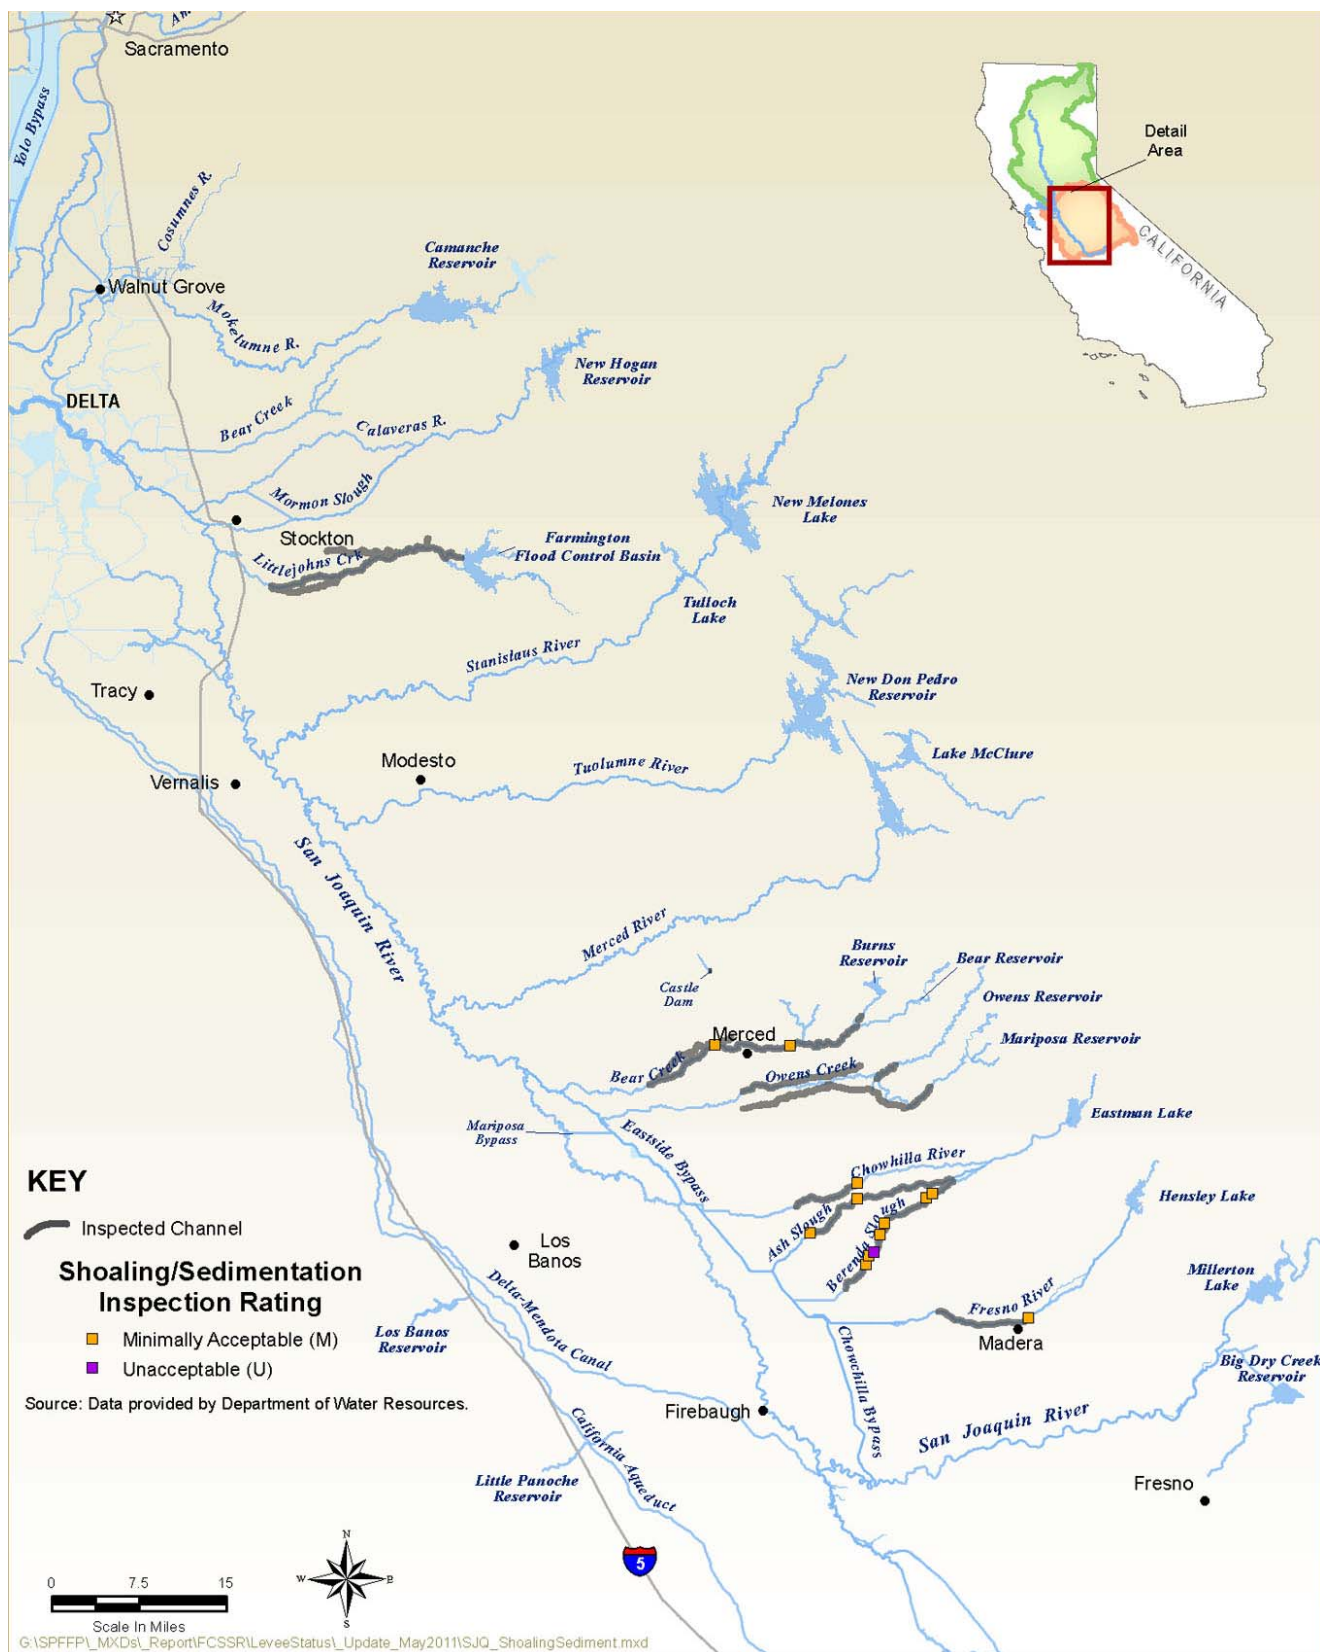 Sacramento
Am
Yolo Bypass
Cosumnes R.
Detail
Area
CALIFORNIA
Camanche
Reservoir
Walnut Grove
Mokelumne R.
New Hogan
Reservoir
DELTA
Bear Creek
Calaveras R.
Mormon Slough
New Melones
Lake
Stockton
Littlejohns Crk
Farmington
Flood Control Basin
Tulloch
Lake
Stanislaus River
Tracy
New Don Pedro
Reservoir
Lake McClure
Modesto
Tuolumne River
Vernalis
San Joaquin River
Merced River
Burns
Reservoir
Bear Reservoir
Castle
Dam
Owens Reservoir
Merced
Mariposa Reservoir
Bear Creek
Owens Creek
Mariposa
Bypass
Eastside Bypass
Eastman Lake
Chowhilla River
Hensley Lake
Ash Slough
Berenda Slough
Los
Banos
Millerton
Lake
Fresno River
Madera
Delta-Mendota Canal
Los Banos
Reservoir
Chowchilla Bypass
Big Dry Creek
Reservoir
Firebaugh
San Joaquin River
California Aqueduct
Little Panoche
Reservoir
Fresno
5
KEY
Inspected Channel
Shoaling/Sedimentation
Inspection Rating
Minimally Acceptable (M)
Unacceptable (U)
Source: Data provided by Department of Water Resources.
N
W
E
S
0 7.5 15
Scale In Miles
G:\SPFFP\_MXDs\_Report\FCSSR\LeveeStatus\_Update_May2011\SJQ_ShoalingSediment.mxd